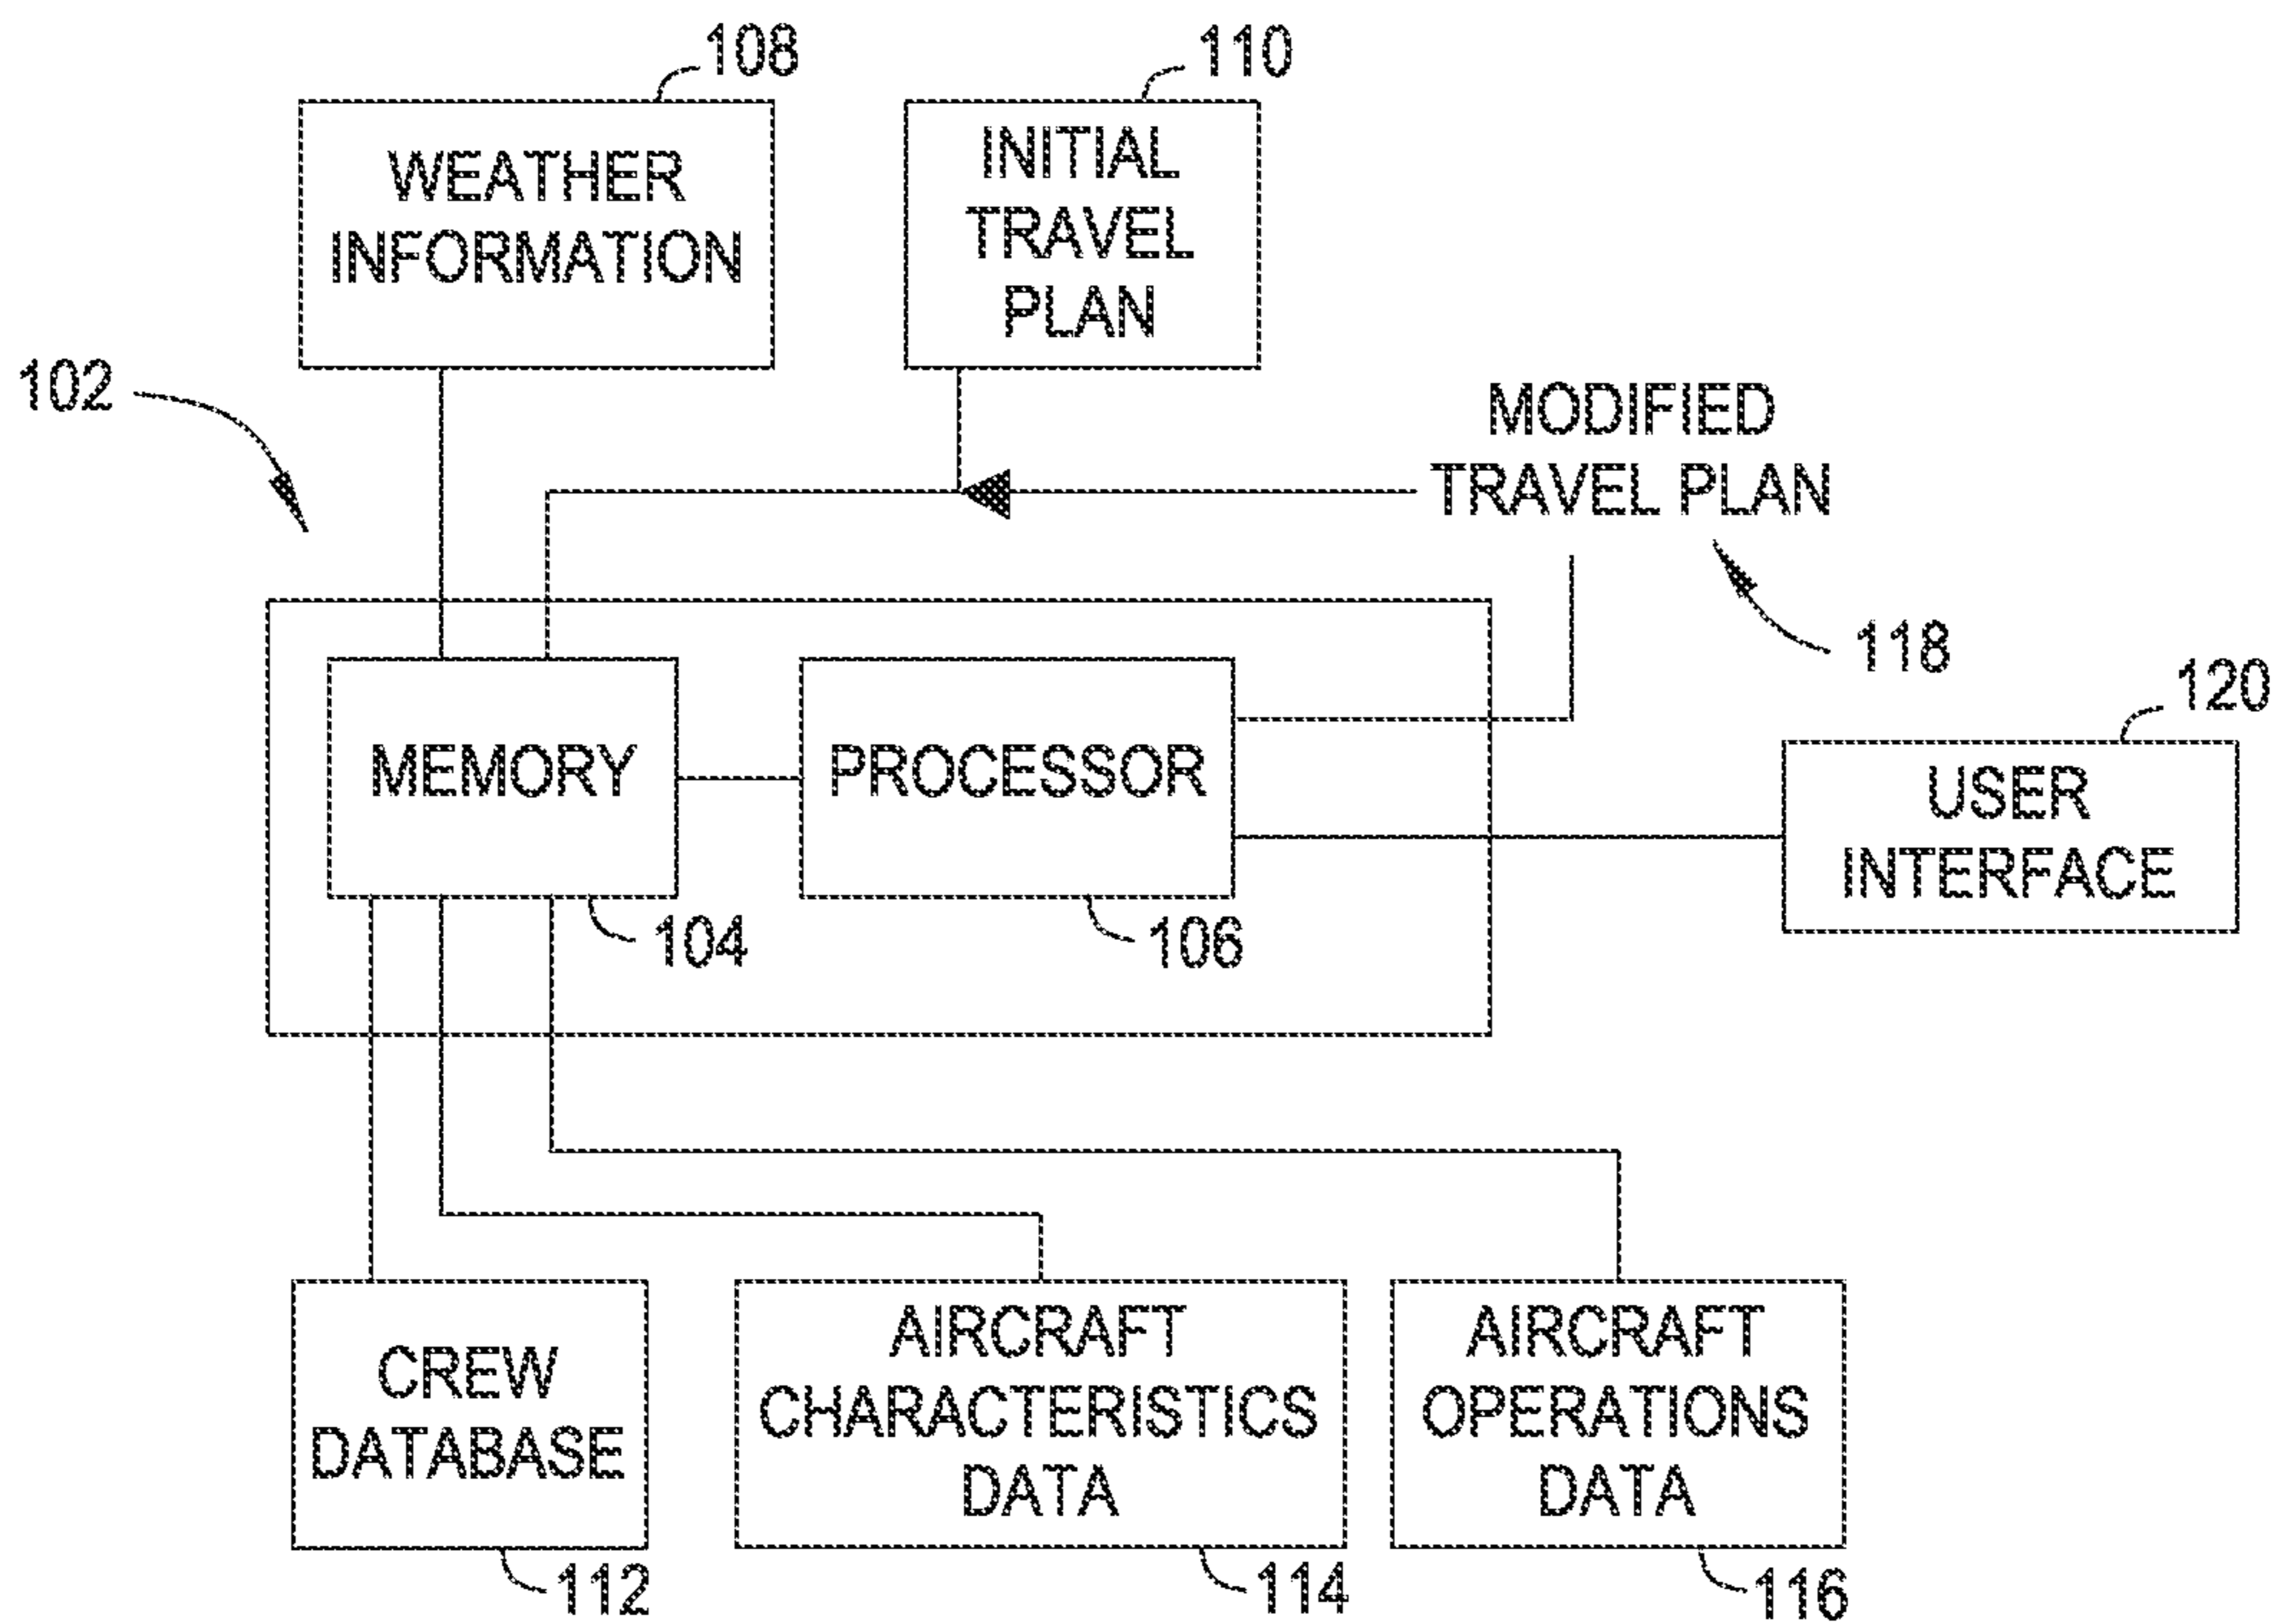 108
110
WEATHER
INFORMATION
INITIAL
TRAVEL
PLAN
102
MODIFIED
TRAVEL PLAN
118
120
MEMORY
PROCESSOR
USER
INTERFACE
104
106
CREW
DATABASE
AIRCRAFT
CHARACTERISTICS
DATA
AIRCRAFT
OPERATIONS
DATA
112
114
116